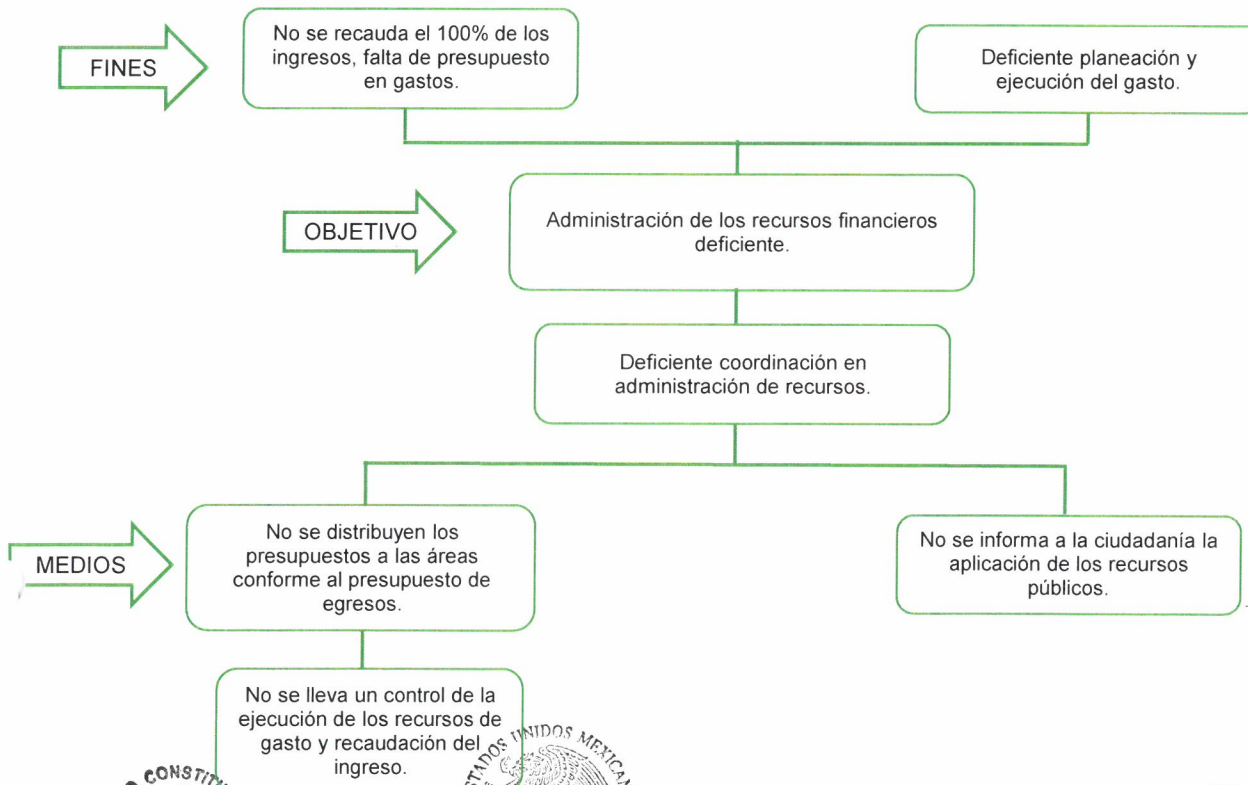 No se recauda el 100% de los
ingresos, falta de presupuesto
en gastos.
FINES
Deficiente planeación y
ejecución del gasto.
OBJETIVO
Administración de los recursos financieros
deficiente.
Deficiente coordinación en
administración de recursos.
MEDIOS
No se distribuyen los
presupuestos a las áreas
conforme al presupuesto de
egresos.
No se informa a la ciudadanía la
aplicación de los recursos
públicos.
No se lleva un control de la
ejecución de los recursos de
gasto y recaudación del
ingreso.
UNIDOS